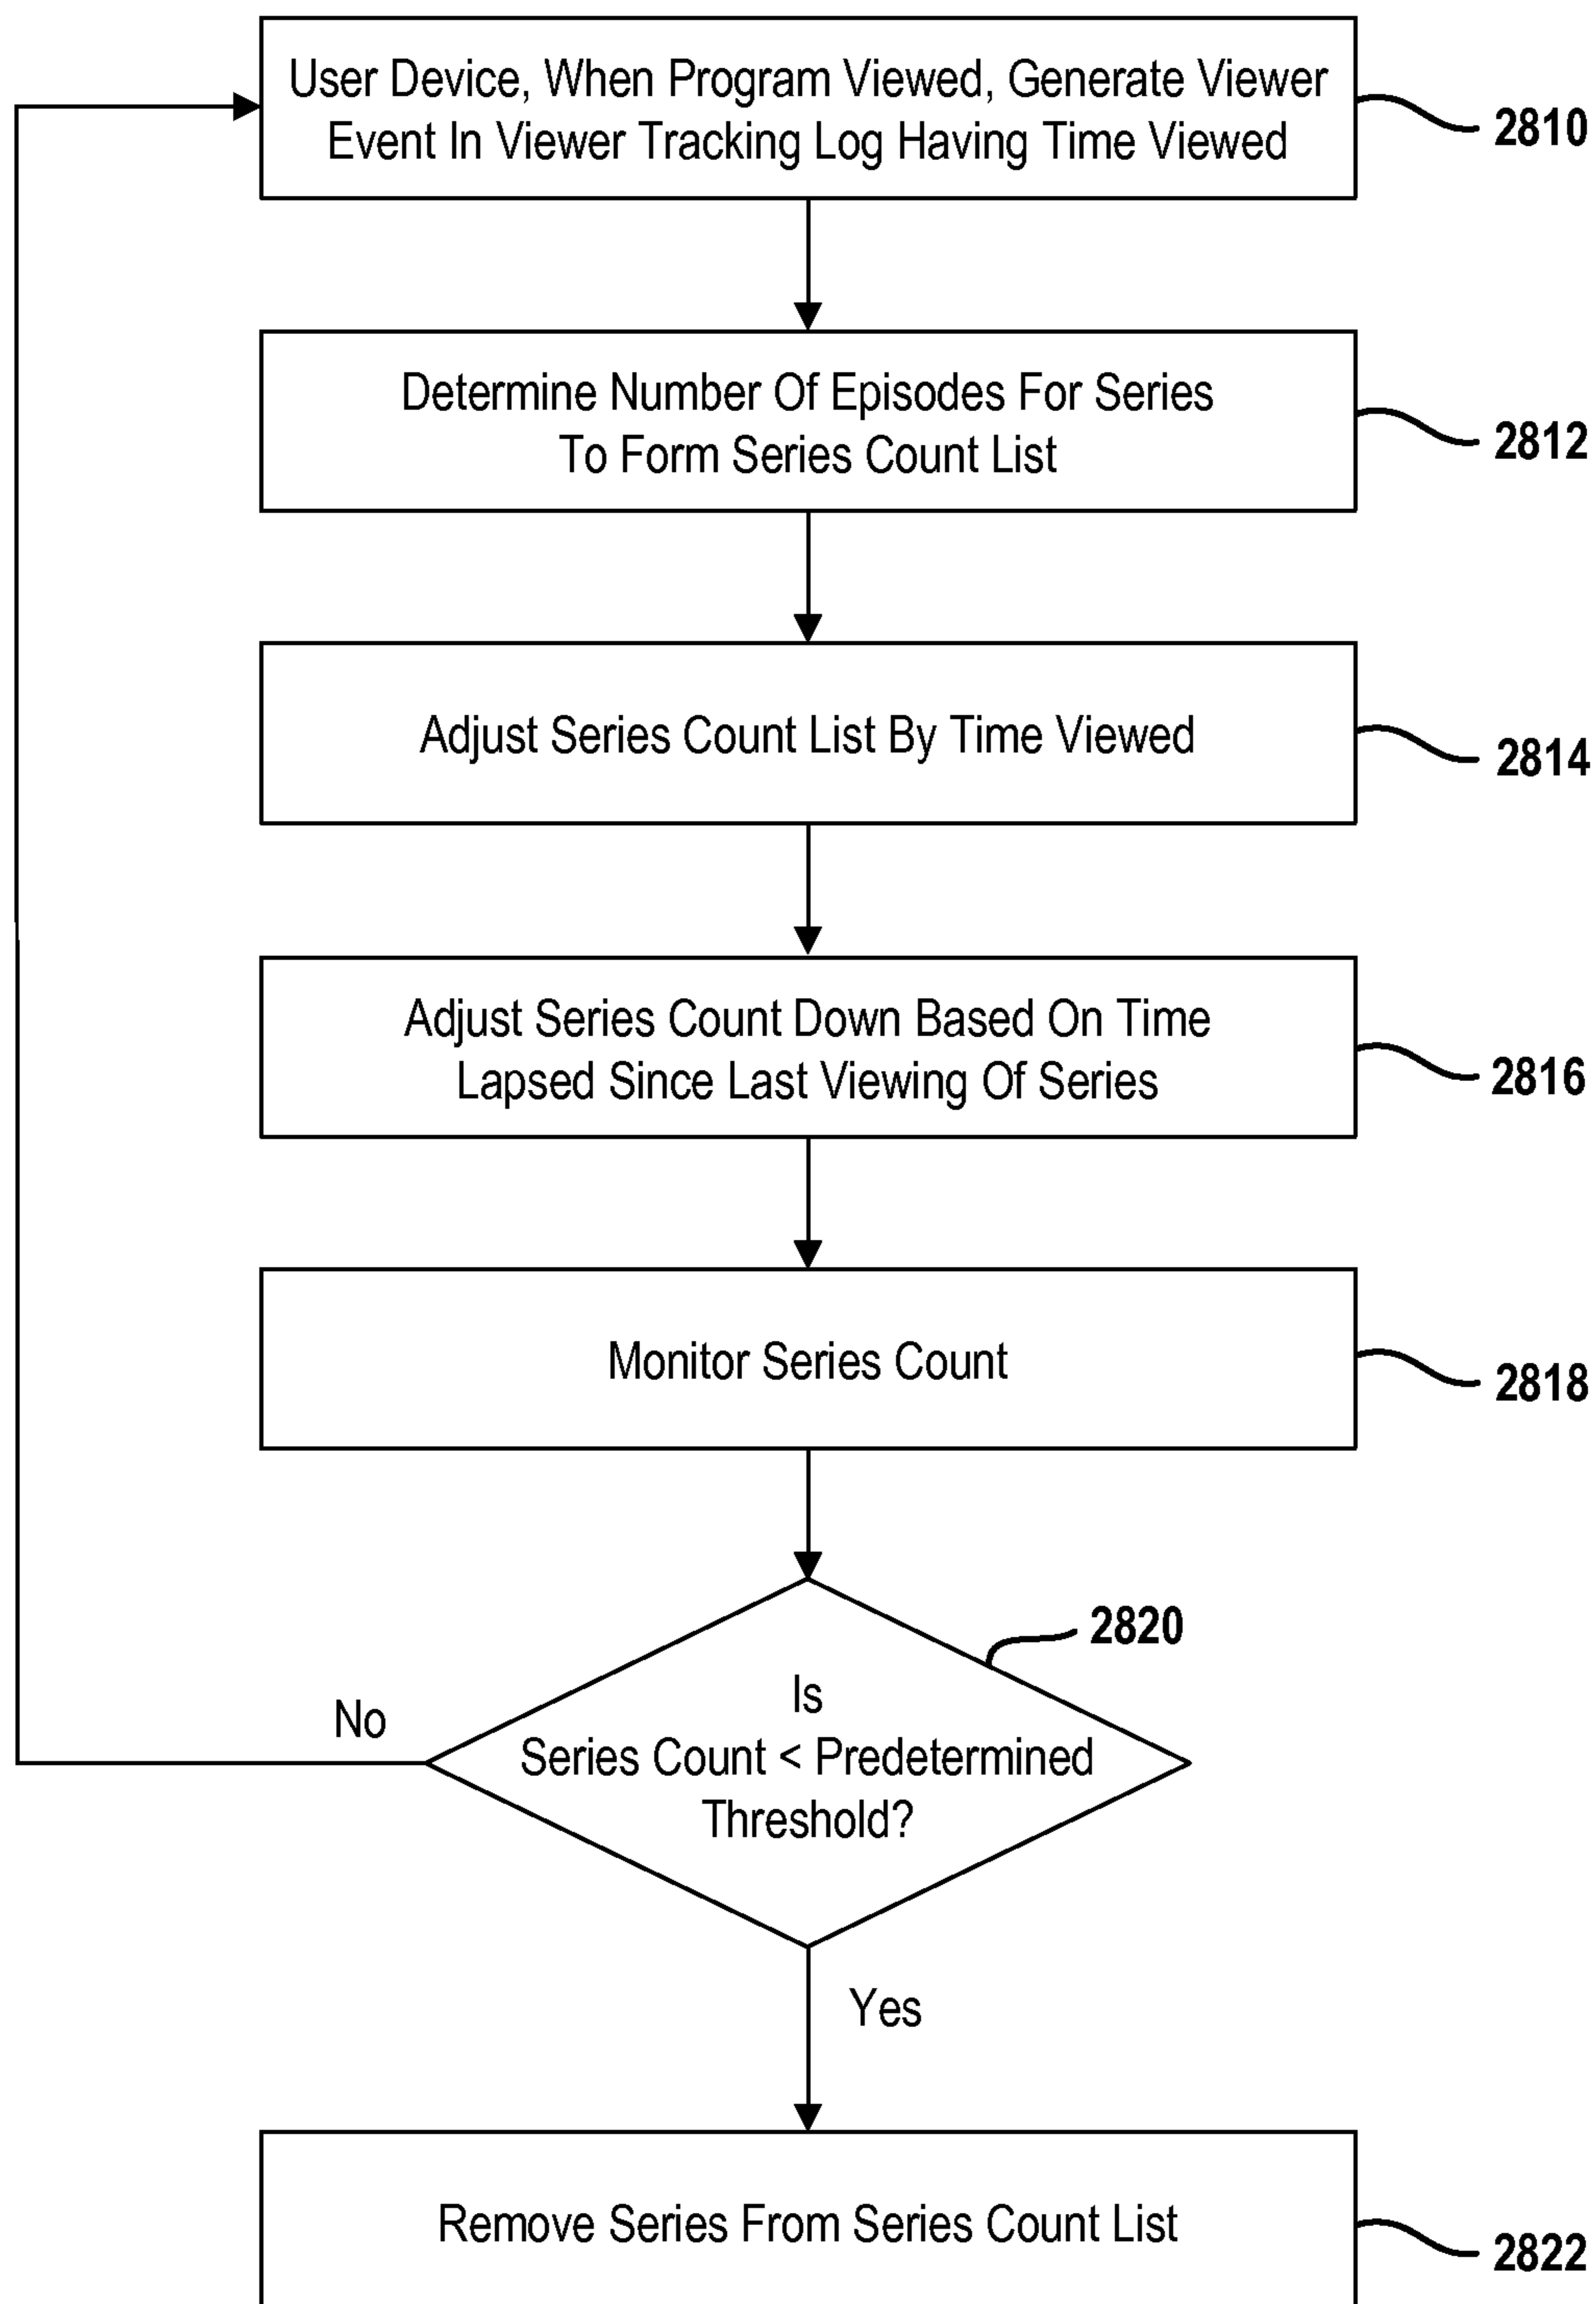 User Device, When Program Viewed, Generate Viewer
Event In Viewer Tracking Log Having Time Viewed
2810
Determine Number Of Episodes For Series
To Form Series Count List
2812
Adjust Series Count List By Time Viewed
2814
Adjust Series Count Down Based On Time
Lapsed Since Last Viewing Of Series
2816
Monitor Series Count
2818
2820
Is
Series Count < Predetermined
Threshold?
No
Yes
Remove Series From Series Count List
2822